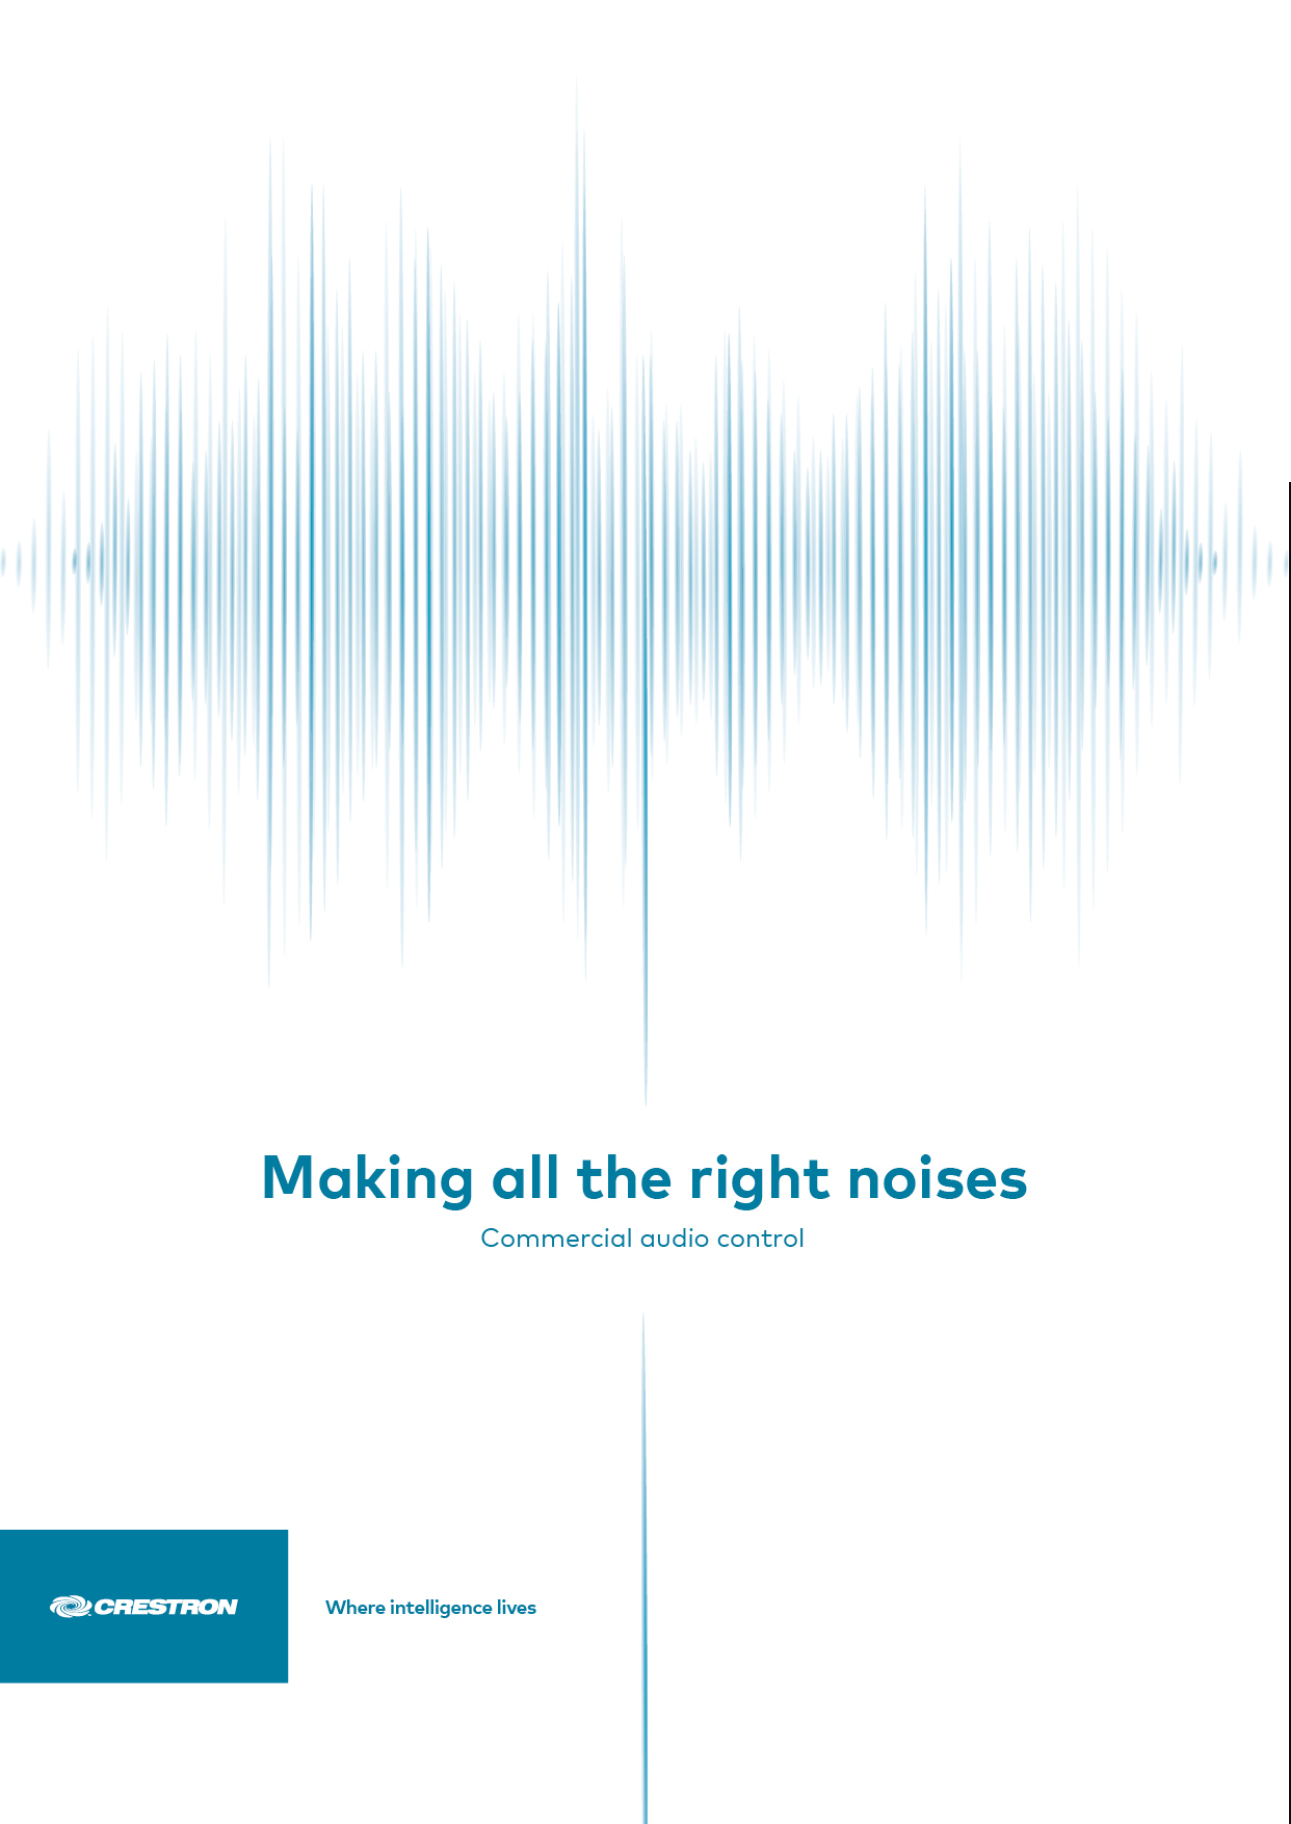 Making all the right noises
Commercial audio control
CRESTRON
Where intelligence lives